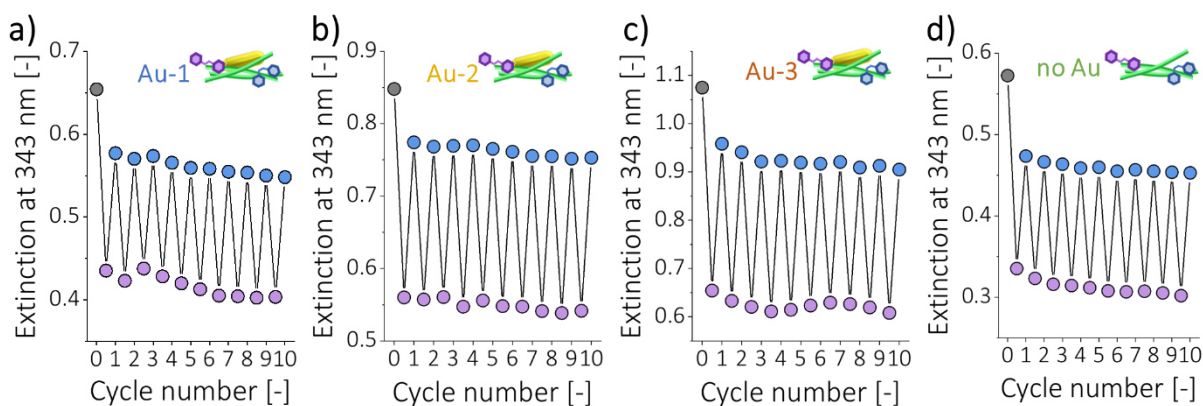 a)
Extinction at 343 nm [-]
0.7
0.6
0.5
0.4
Au-1
0 1 2 3 4 5 6 7 8 9 10
Cycle number [-]
b)
Extinction at 343 nm [-]
0.9
0.8
0.7
0.6
0.5
Au-2
0 1 2 3 4 5 6 7 8 9 10
Cycle number [-]
c)
Extinction at 343 nm [-]
1.1
1.0
0.9
0.8
0.7
0.6
Au-3
0 1 2 3 4 5 6 7 8 9 10
Cycle number [-]
d)
Extinction at 343 nm [-]
0.6
0.5
0.4
0.3
no Au
0 1 2 3 4 5 6 7 8 9 10
Cycle number [-]